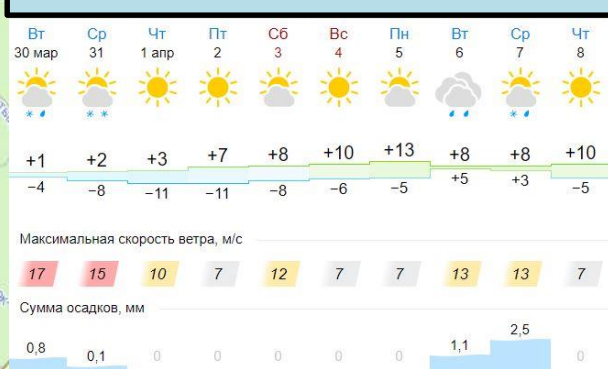 Вт Ср Чт Пт Сб Вс Пн Вт Ср Чт
30 мар 31 1 апр 2 3 4 5 6 7 8
+1 +2 +3 +7 +8 +10 +13 +8 +8 +10
−4 −8 −11 −11 −8 −6 −5 +5 +3 −5
Максимальная скорость ветра, м/с
17 15 10 7 12 7 7 13 13 7
Сумма осадков, мм
0,8 0,1 0 0 0 0 0 1,1 2,5 0